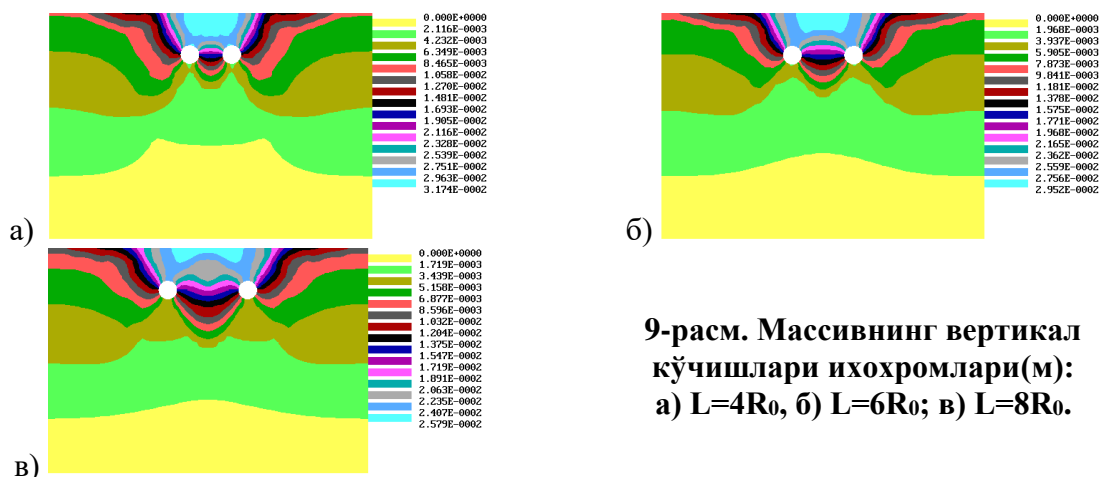 0.000E+0000
2.116E-0003
4.232E-0003
6.349E-0003
8.465E-0003
1.058E-0002
1.270E-0002
1.481E-0002
1.693E-0002
1.905E-0002
2.116E-0002
2.328E-0002
2.539E-0002
2.751E-0002
2.963E-0002
3.174E-0002
а)
0.000E+0000
1.968E-0003
3.937E-0003
5.905E-0003
7.873E-0003
9.841E-0003
1.181E-0002
1.378E-0002
1.575E-0002
1.771E-0002
1.968E-0002
2.165E-0002
2.362E-0002
2.559E-0002
2.756E-0002
2.952E-0002
б)
0.000E+0000
1.719E-0003
3.439E-0003
5.158E-0003
6.877E-0003
8.596E-0003
1.032E-0002
1.204E-0002
1.375E-0002
1.547E-0002
1.719E-0002
1.891E-0002
2.063E-0002
2.235E-0002
2.407E-0002
2.579E-0002
в)
9-расм. Массивнинг вертикал
кўчишлари ихохромлари(м):
а) L=4R₀, б) L=6R₀; в) L=8R₀.